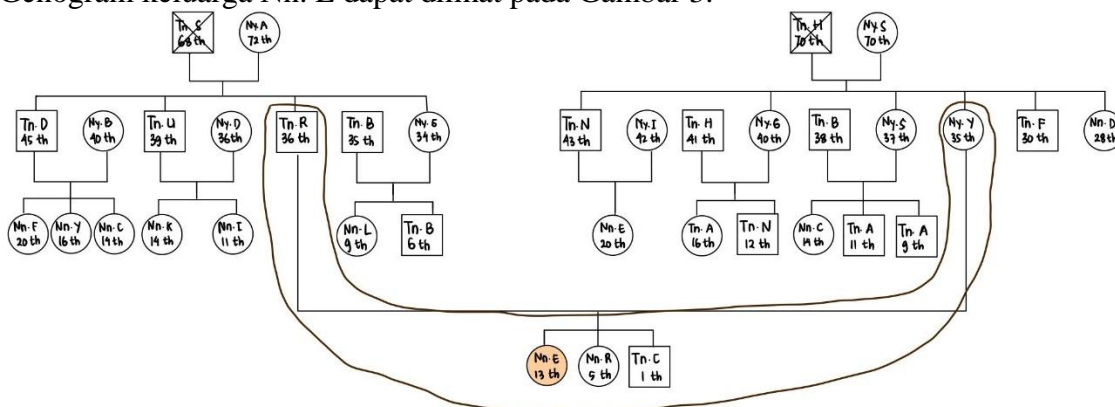 Genogram keluarga Nn. E dapat dilihat pada Gambar 3.
Tn. S
68 th
Ny. A
72 th
Tn. H
70 th
Ny. S
70 th
Tn. D
45 th
Ny. B
40 th
Tn. U
39 th
Ny. D
36 th
Tn. R
36 th
Tn. B
35 th
Ny. E
34 th
Tn. N
43 th
Ny. I
42 th
Tn. H
41 th
Ny. G
40 th
Tn. B
38 th
Ny. S
37 th
Ny. Y
35 th
Tn. F
30 th
Nn. D
28 th
Nn. F
20 th
Nn. Y
16 th
Nn. C
14 th
Nn. K
14 th
Nn. I
11 th
Nn. L
9 th
Tn. B
6 th
Nn. E
20 th
Tn. A
16 th
Tn. N
12 th
Nn. C
14 th
Tn. A
11 th
Tn. A
9 th
Nn. E
13 th
Nn. R
5 th
Tn. C
1 th